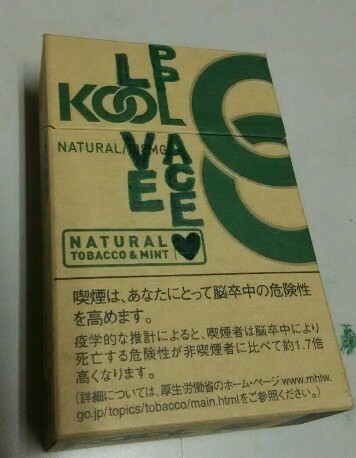 L
KOOL
VE
NATURAL/
NATURAL
TOBACCO & MINT
喫煙は、あなたにとって脳卒中の危険性
を高めます。
疫学的な推計によると、喫煙者は脳卒中により
死亡する危険性が非喫煙者に比べて約1.7倍
高くなります。
(詳細については、厚生労働省のホーム・ページ www.mhlw.
go.jp/topics/tobacco/main.htmlをご参照ください。)